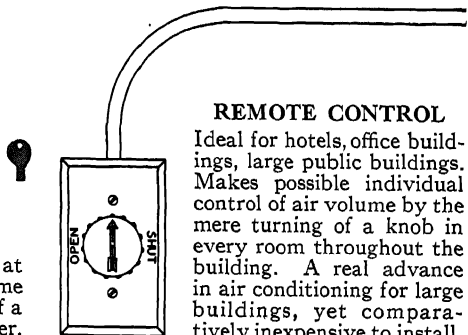 REMOTE CONTROL
Ideal for hotels, office build-
ings, large public buildings.
Makes possible individual
control of air volume by the
mere turning of a knob in
every room throughout the
building. A real advance
in air conditioning for large
buildings, yet compara-
tively inexpensive to install
OPEN
SHUT
at
me
f a
er.